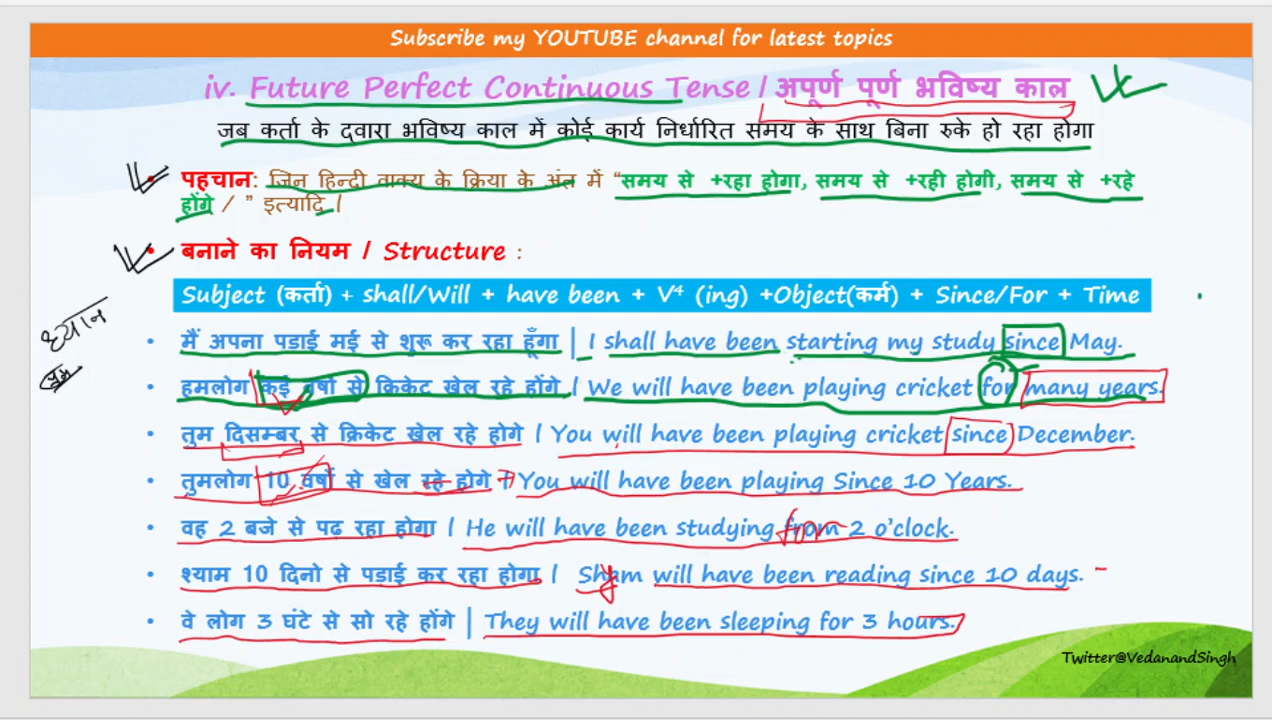 Subscribe my YOUTUBE channel for latest topics
iv. Future Perfect Continuous Tense / अपूर्ण पूर्ण भविष्य काल
जब कर्ता के द्वारा भविष्य काल में कोई कार्य निर्धारित समय के साथ बिना रुके हो रहा होगा
• पहचान: जिन हिन्दी वाक्य के क्रिया के अंत में “समय से +रहा होगा, समय से +रही होगी, समय से +रहे
होंगे / ” इत्यादि |
• बनाने का नियम / Structure :
Subject (कर्ता) + shall/Will + have been + V⁴ (ing) +Object(कर्म) + Since/For + Time
ध्यान
• मैं अपना पडाई मई से शुरू कर रहा हूँगा | I shall have been starting my study since May.
• हमलोग कई वर्षो से क्रिकेट खेल रहे होंगे | We will have been playing cricket for many years.
• तुम दिसम्बर से क्रिकेट खेल रहे होगे | You will have been playing cricket since December.
• तुमलोग 10 वर्षो से खेल रहे होगे | You will have been playing Since 10 Years.
• वह 2 बजे से पढ रहा होगा | He will have been studying from 2 o’clock.
• श्याम 10 दिनो से पडाई कर रहा होगा | Sham will have been reading since 10 days.
• वे लोग 3 घंटे से सो रहे होंगे | They will have been sleeping for 3 hours.
Twitter@VedanandSingh